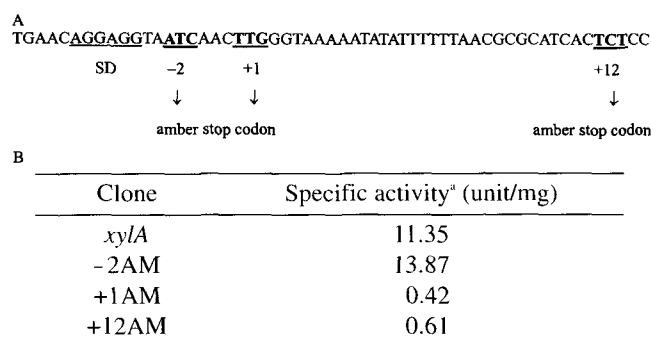 A
TGAACAGGAGGTAATCAACTTGGGTAAAAATATATTTTTTAACGCGCATCACTCTCC
SD −2 +1 +12
↓ ↓ ↓
amber stop codon amber stop codon
B
Clone Specific activityᵃ (unit/mg)
xylA 11.35
−2AM 13.87
+1AM 0.42
+12AM 0.61